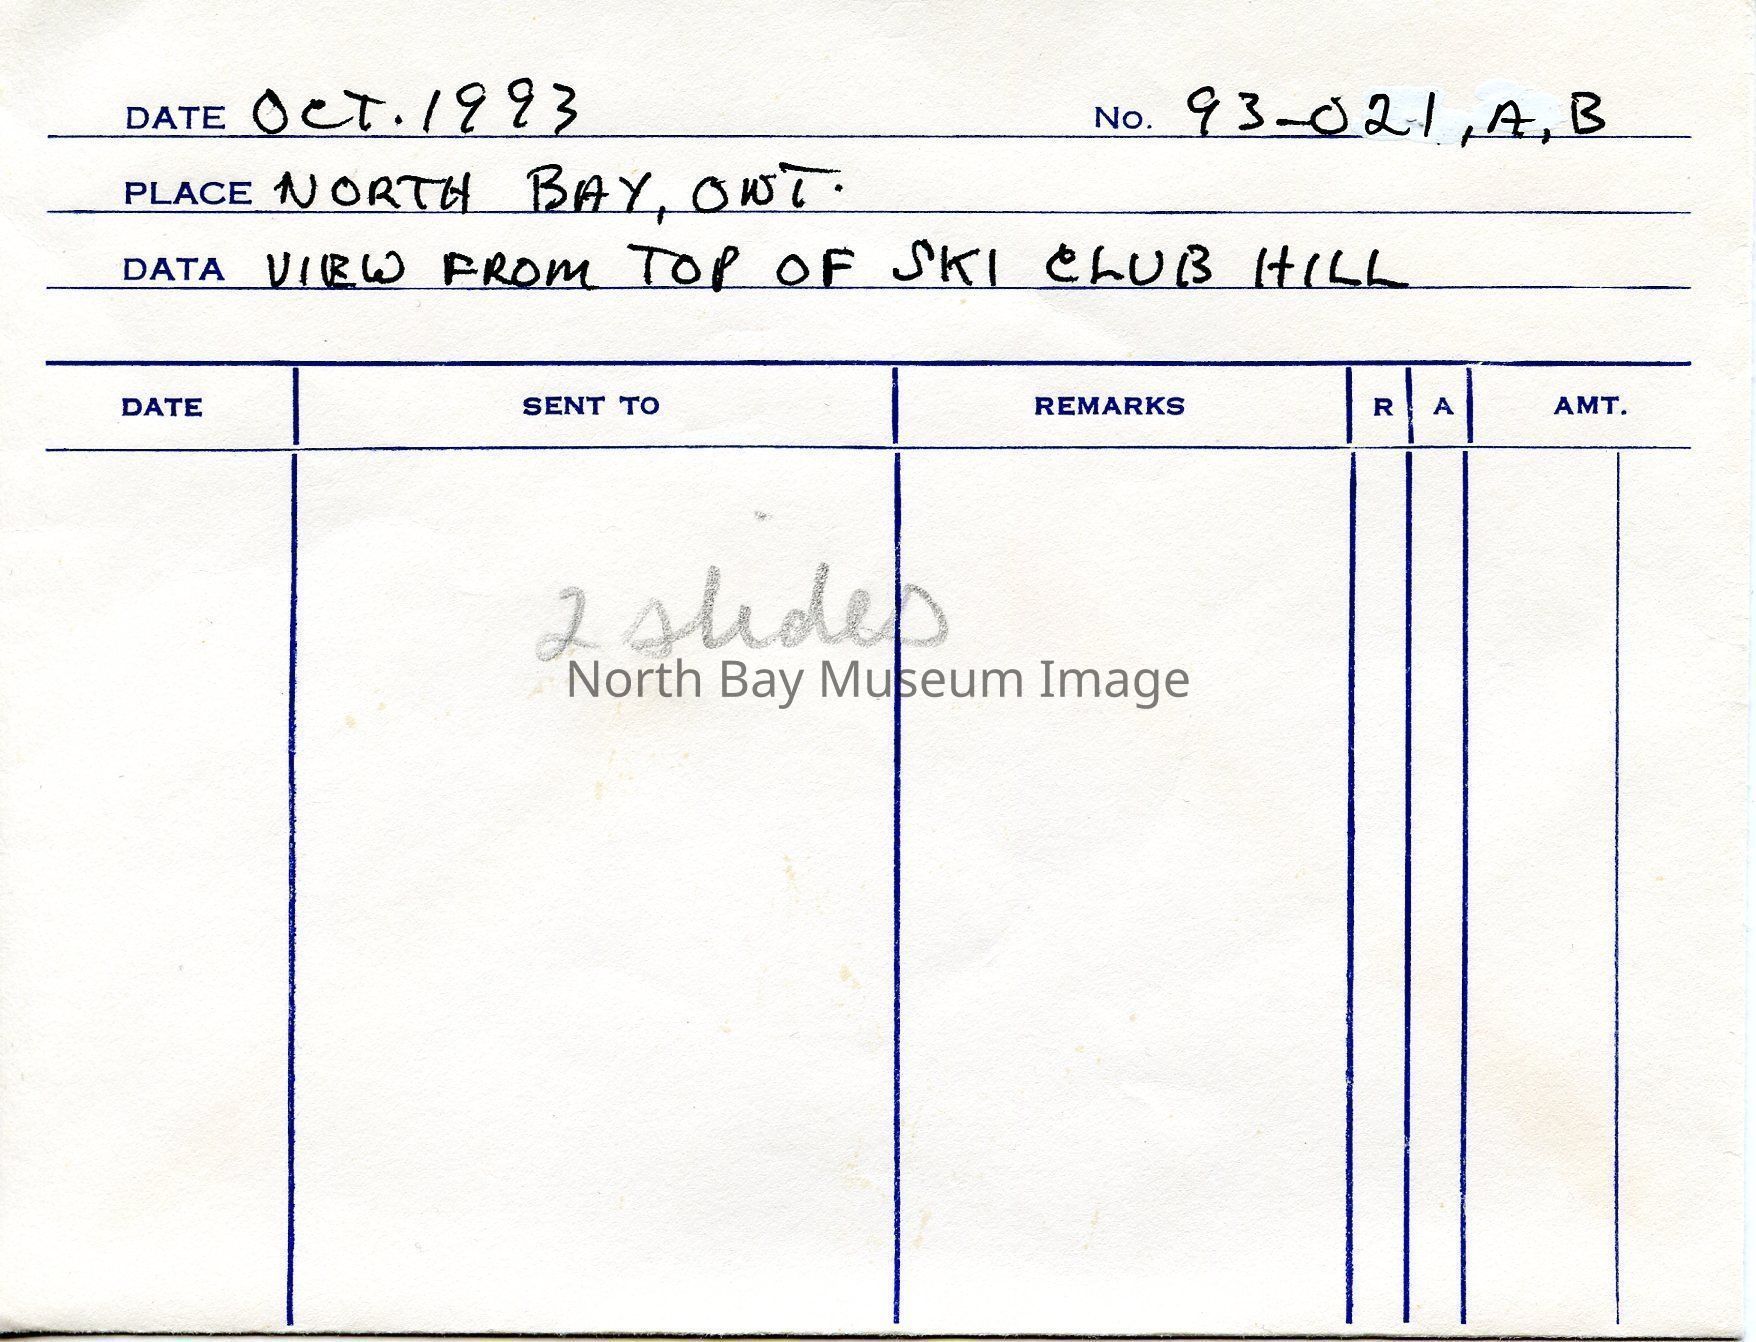 DATE OCT. 1993 No. 93-021, A, B
PLACE NORTH BAY, ONT.
DATA VIEW FROM TOP OF SKI CLUB HILL
DATE SENT TO REMARKS R A AMT.
2 slides
North Bay Museum Image